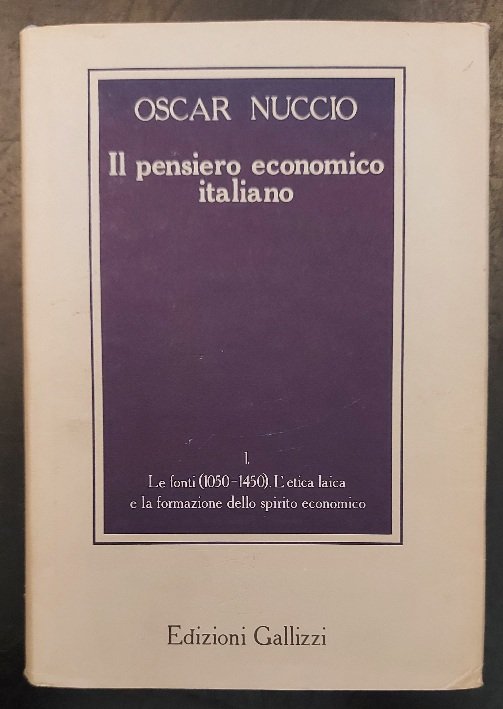 OSCAR NUCCIO
Il pensiero economico
italiano
1.
Le fonti (1050-1450). L'etica laica
e la formazione dello spirito economico
Edizioni Gallizzi